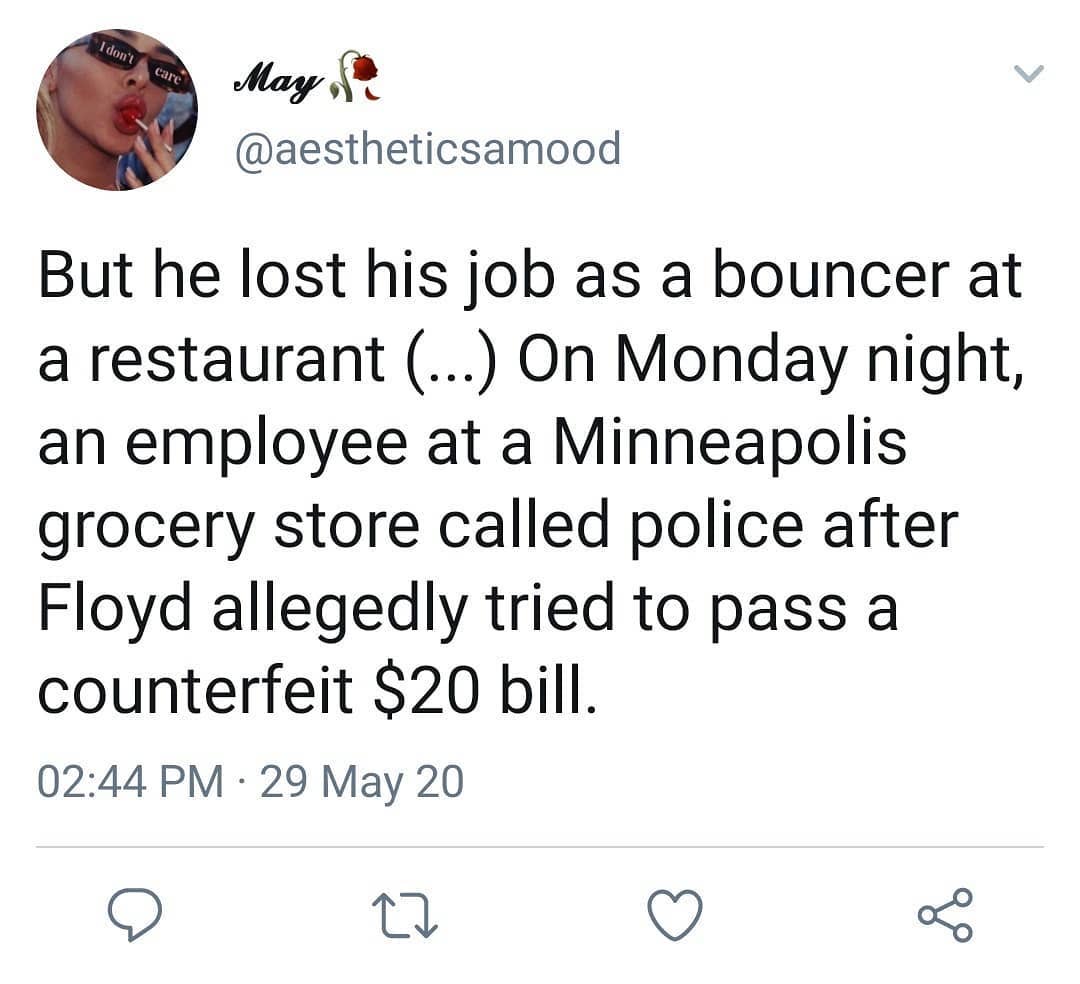 I don't care
May🥀
@aestheticsamood
But he lost his job as a bouncer at
a restaurant (...) On Monday night,
an employee at a Minneapolis
grocery store called police after
Floyd allegedly tried to pass a
counterfeit $20 bill.
02:44 PM · 29 May 20